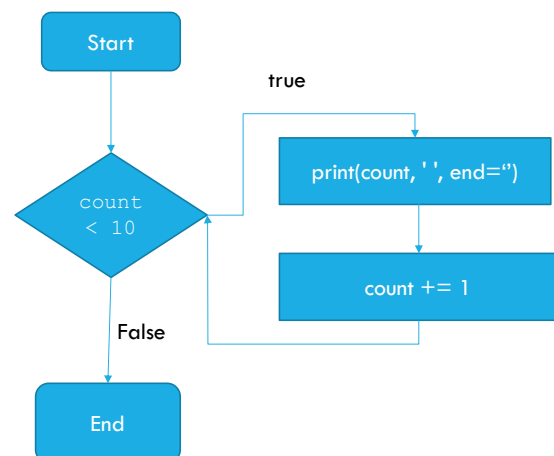 Start
true
print(count, ' ', end=‘’)
count
< 10
count += 1
False
End